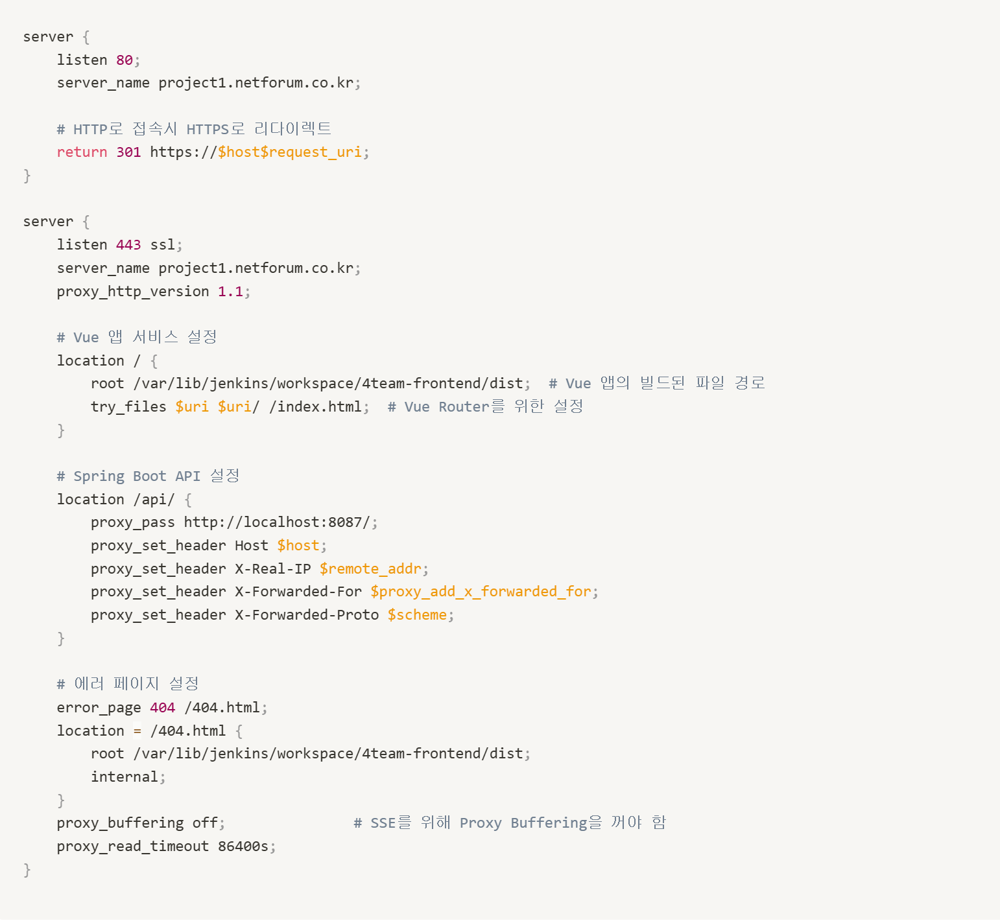 server {
    listen 80;
    server_name project1.netforum.co.kr;

    # HTTP로 접속시 HTTPS로 리다이렉트
    return 301 https://$host$request_uri;
}

server {
    listen 443 ssl;
    server_name project1.netforum.co.kr;
    proxy_http_version 1.1;

    # Vue 앱 서비스 설정
    location / {
        root /var/lib/jenkins/workspace/4team-frontend/dist;  # Vue 앱의 빌드된 파일 경로
        try_files $uri $uri/ /index.html;  # Vue Router를 위한 설정
    }

    # Spring Boot API 설정
    location /api/ {
        proxy_pass http://localhost:8087/;
        proxy_set_header Host $host;
        proxy_set_header X-Real-IP $remote_addr;
        proxy_set_header X-Forwarded-For $proxy_add_x_forwarded_for;
        proxy_set_header X-Forwarded-Proto $scheme;
    }

    # 에러 페이지 설정
    error_page 404 /404.html;
    location = /404.html {
        root /var/lib/jenkins/workspace/4team-frontend/dist;
        internal;
    }
    proxy_buffering off;               # SSE를 위해 Proxy Buffering을 꺼야 함
    proxy_read_timeout 86400s;
}